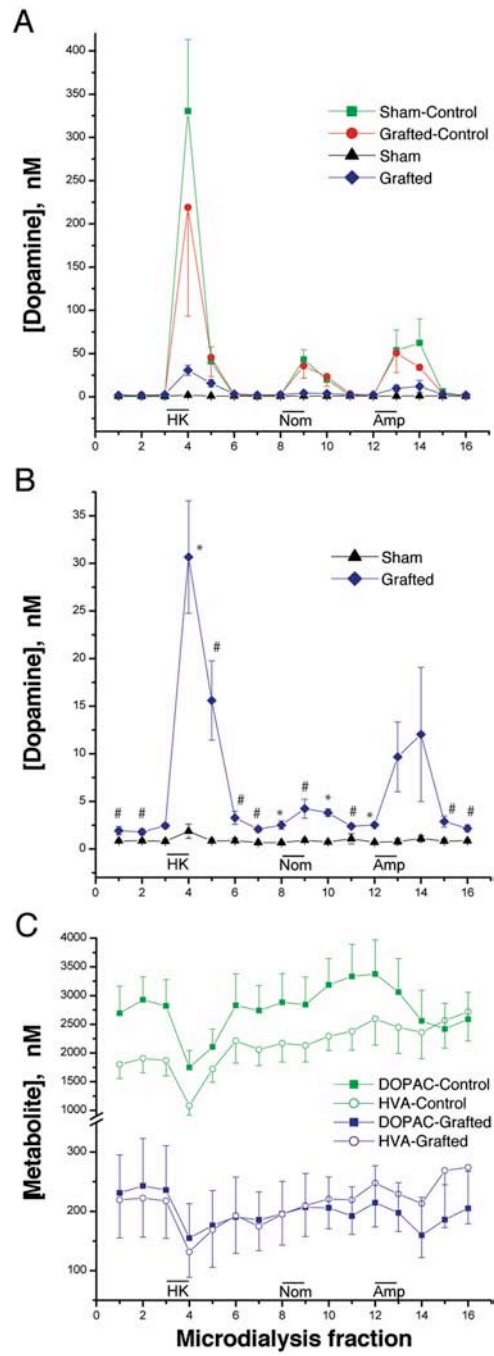 A
[Dopamine], nM
400
350
300
250
200
150
100
50
0
Sham-Control
Grafted-Control
Sham
Grafted
HK
Nom
Amp
0 2 4 6 8 10 12 14 16
B
[Dopamine], nM
35
30
25
20
15
10
5
0
Sham
Grafted
*
#
# # # # * # * # * # #
HK
Nom
Amp
0 2 4 6 8 10 12 14 16
C
[Metabolite], nM
4000
3500
3000
2500
2000
1500
1000
300
200
100
DOPAC-Control
HVA-Control
DOPAC-Grafted
HVA-Grafted
HK
Nom
Amp
0 2 4 6 8 10 12 14 16
Microdialysis fraction